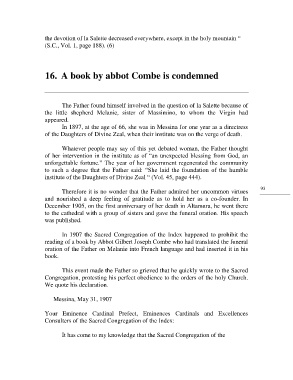 the devotion of la Salette decreased everywhere, except in the holy mountain "
(S.C., Vol. 1, page 188). (6)
16. A book by abbot Combe is condemned
The Father found himself involved in the question of la Salette because of
the little shepherd Melanie, sister of Massimino, to whom the Virgin had
appeared.
In 1897, at the age of 66, she was in Messina for one year as a directress
of the Daughters of Divine Zeal, when their institute was on the verge of death.
Whatever people may say of this yet debated woman, the Father thought
of her intervention in the institute as of "an unexpected blessing from God, an
unforgettable fortune." The year of her government regenerated the community
to such a degree that the Father said: "She laid the foundation of the humble
institute of the Daughters of Divine Zeal " (Vol. 45, page 444).
93
Therefore it is no wonder that the Father admired her uncommon virtues
and nourished a deep feeling of gratitude as to hold her as a co-founder. In
December 1905, on the first anniversary of her death in Altamura, he went there
to the cathedral with a group of sisters and gave the funeral oration. His speech
was published.
In 1907 the Sacred Congregation of the Index happened to prohibit the
reading of a book by Abbot Gilbert Joseph Combe who had translated the funeral
oration of the Father on Melanie into French language and had inserted it in his
book.
This event made the Father so grieved that he quickly wrote to the Sacred
Congregation, protesting his perfect obedience to the orders of the holy Church.
We quote his declaration.
Messina, May 31, 1907
Your Eminence Cardinal Prefect, Eminences Cardinals and Excellences
Consulters of the Sacred Congregation of the Index:
It has come to my knowledge that the Sacred Congregation of the